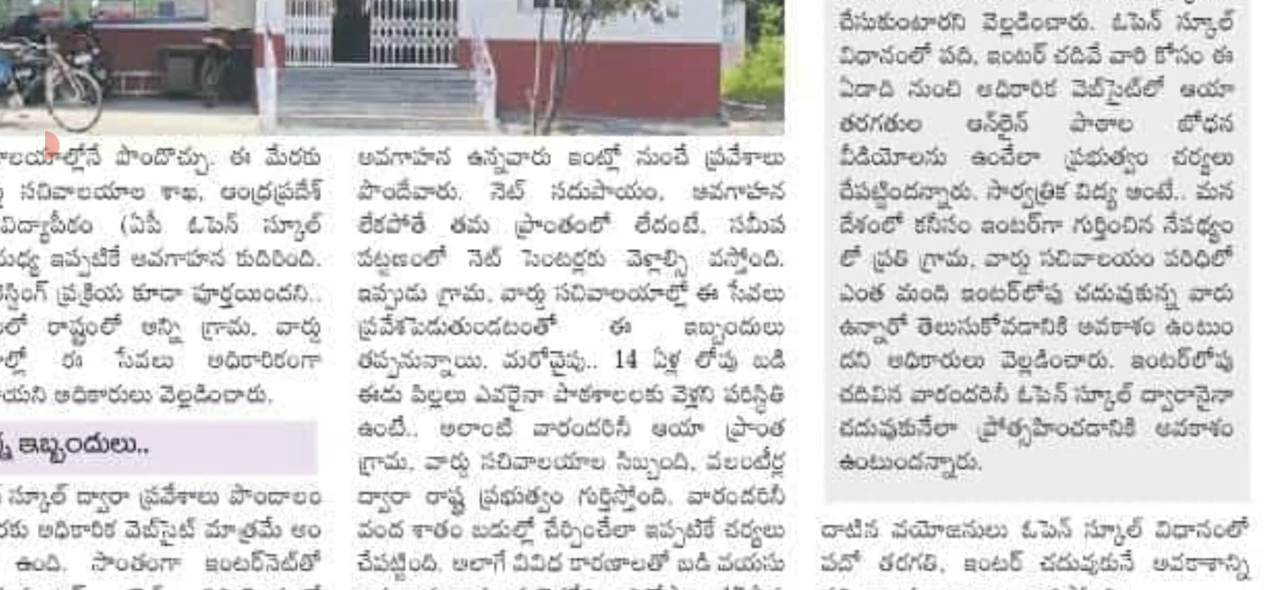 ాలయాల్లోనే పొందొచ్చు. ఈ మేరకు
సచివాలయాల శాఖ, ఆంధ్రప్రదేశ్
విద్యాపీఠం (ఏపీ ఓపెన్ స్కూల్
మధ్య ఇప్పటికే అవగాహన కుదిరింది.
స్టింగ్ ప్రక్రియ కూడా పూర్తయిందని..
లో రాష్ట్రంలో అన్ని గ్రామ, వార్డు
ల్లో ఈ సేవలు అధికారికంగా
యని అధికారులు వెల్లడించారు.
ఇబ్బందులు..
స్కూల్ ద్వారా ప్రవేశాలు పొందాలం
రకు అధికారిక వెబ్‌సైట్ మాత్రమే అం
ఉంది. సొంతంగా ఇంటర్‌నెట్‌తో
అవగాహన ఉన్నవారు ఇంట్లో నుంచే ప్రవేశాలు
పొందేవారు. నెట్ సదుపాయం, అవగాహన
లేకపోతే తమ ప్రాంతంలో లేదంటే, సమీప
పట్టణంలో నెట్ సెంటర్లకు వెళ్లాల్సి వస్తోంది.
ఇప్పుడు గ్రామ, వార్డు సచివాలయాల్లో ఈ సేవలు
ప్రవేశపెడుతుండటంతో ఈ ఇబ్బందులు
తప్పనున్నాయి. మరోవైపు.. 14 ఏళ్ల లోపు బడి
ఈడు పిల్లలు ఎవరైనా పాఠశాలలకు వెళ్లని పరిస్థితి
ఉంటే.. అలాంటి వారందరినీ ఆయా ప్రాంత
గ్రామ, వార్డు సచివాలయాల సిబ్బంది, వలంటీర్ల
ద్వారా రాష్ట్ర ప్రభుత్వం గుర్తిస్తోంది. వారందరినీ
వంద శాతం బడుల్లో చేర్పించేలా ఇప్పటికే చర్యలు
చేపట్టింది. అలాగే వివిధ కారణాలతో బడి వయసు
చేసుకుంటారని వెల్లడించారు. ఓపెన్ స్కూల్
విధానంలో పది, ఇంటర్ చదివే వారి కోసం ఈ
ఏడాది నుంచి అధికారిక వెబ్‌సైట్‌లో ఆయా
తరగతుల ఆన్‌లైన్ పాఠాల బోధన
వీడియోలను ఉంచేలా ప్రభుత్వం చర్యలు
చేపట్టిందన్నారు. సార్వత్రిక విద్య అంటే.. మన
దేశంలో కనీసం ఇంటర్‌గా గుర్తించిన నేపథ్యం
లో ప్రతి గ్రామ, వార్డు సచివాలయం పరిధిలో
ఎంత మంది ఇంటర్‌లోపు చదువుకున్న వారు
ఉన్నారో తెలుసుకోవడానికి అవకాశం ఉంటుం
దని అధికారులు వెల్లడించారు. ఇంటర్‌లోపు
చదివిన వారందరినీ ఓపెన్ స్కూల్ ద్వారానైనా
చదువుకునేలా ప్రోత్సహించడానికి అవకాశం
ఉంటుందన్నారు.
దాటిన వయోజనులు ఓపెన్ స్కూల్ విధానంలో
పదో తరగతి, ఇంటర్ చదువుకునే అవకాశాన్ని